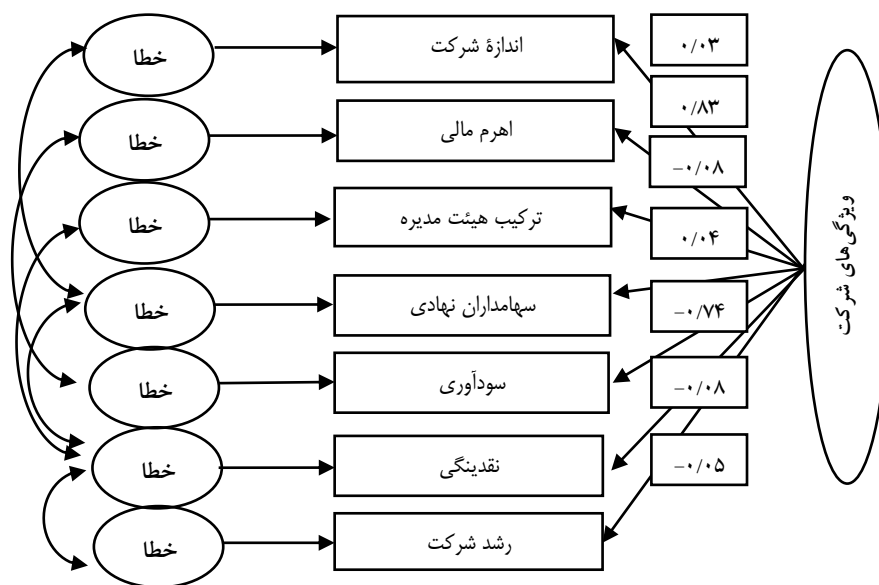 خطا
اندازهٔ شرکت
۰/۰۳
خطا
اهرم مالی
۰/۸۳
خطا
ترکیب هیئت مدیره
−۰/۰۸
خطا
سهامداران نهادی
۰/۰۴
خطا
سودآوری
−۰/۷۴
خطا
نقدینگی
−۰/۰۸
خطا
رشد شرکت
−۰/۰۵
ویژگی‌های شرکت